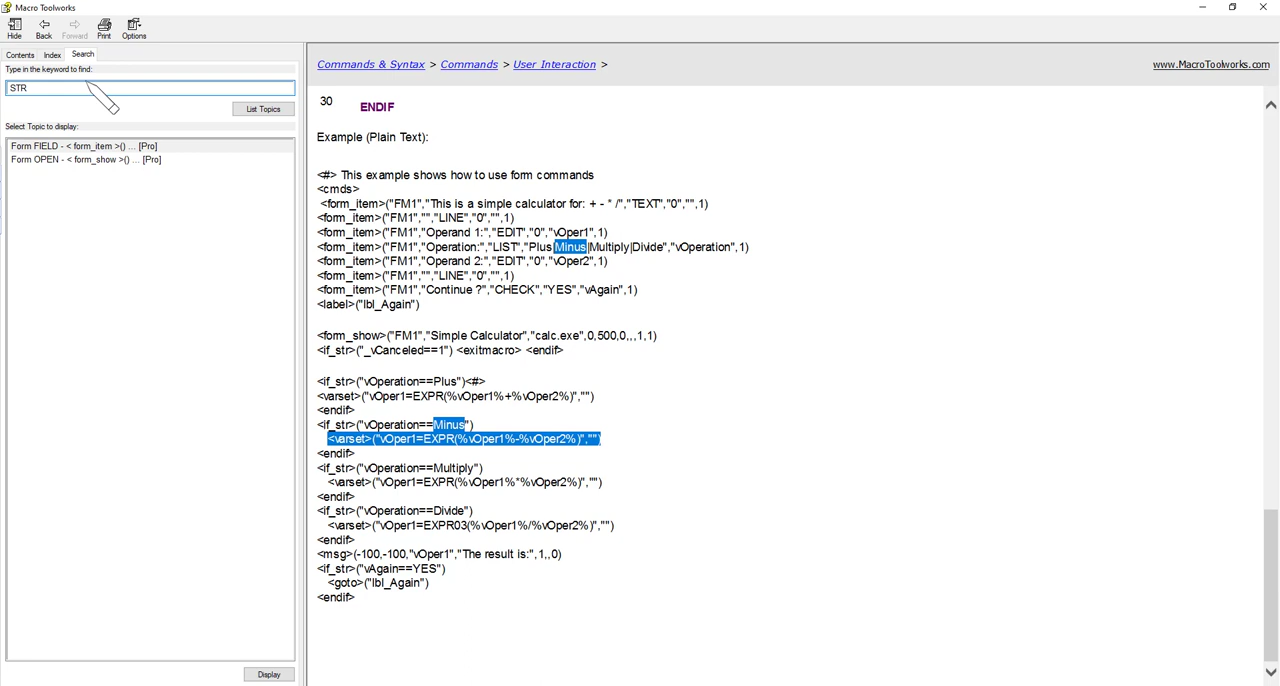 Macro Toolworks
Hide Back Forward Print Options
Contents Index Search
Type in the keyword to find:
STR
List Topics
Select Topic to display:
Form FIELD - < form_item >() ... [Pro]
Form OPEN - < form_show >() ... [Pro]
Display
Commands & Syntax > Commands > User Interaction >
www.MacroToolworks.com
30 ENDIF
Example (Plain Text):
<#> This example shows how to use form commands
<cmds>
<form_item>("FM1","This is a simple calculator for: + - * /","TEXT","0","",1)
<form_item>("FM1","","LINE","0","",1)
<form_item>("FM1","Operand 1:","EDIT","0","vOper1",1)
<form_item>("FM1","Operation:","LIST","Plus|Minus|Multiply|Divide","vOperation",1)
<form_item>("FM1","Operand 2:","EDIT","0","vOper2",1)
<form_item>("FM1","","LINE","0","",1)
<form_item>("FM1","Continue ?","CHECK","YES","vAgain",1)
<label>("lbl_Again")
<form_show>("FM1","Simple Calculator","calc.exe",0,500,0,,,1,1)
<if_str>("_vCanceled==1") <exitmacro> <endif>
<if_str>("vOperation==Plus")<#>
<varset>("vOper1=EXPR(%vOper1%+%vOper2%)","")
<endif>
<if_str>("vOperation==Minus")
<varset>("vOper1=EXPR(%vOper1%-%vOper2%)","")
<endif>
<if_str>("vOperation==Multiply")
<varset>("vOper1=EXPR(%vOper1%*%vOper2%)","")
<endif>
<if_str>("vOperation==Divide")
<varset>("vOper1=EXPR03(%vOper1%/%vOper2%)","")
<endif>
<msg>(-100,-100,"vOper1","The result is:",1,,0)
<if_str>("vAgain==YES")
<goto>("lbl_Again")
<endif>